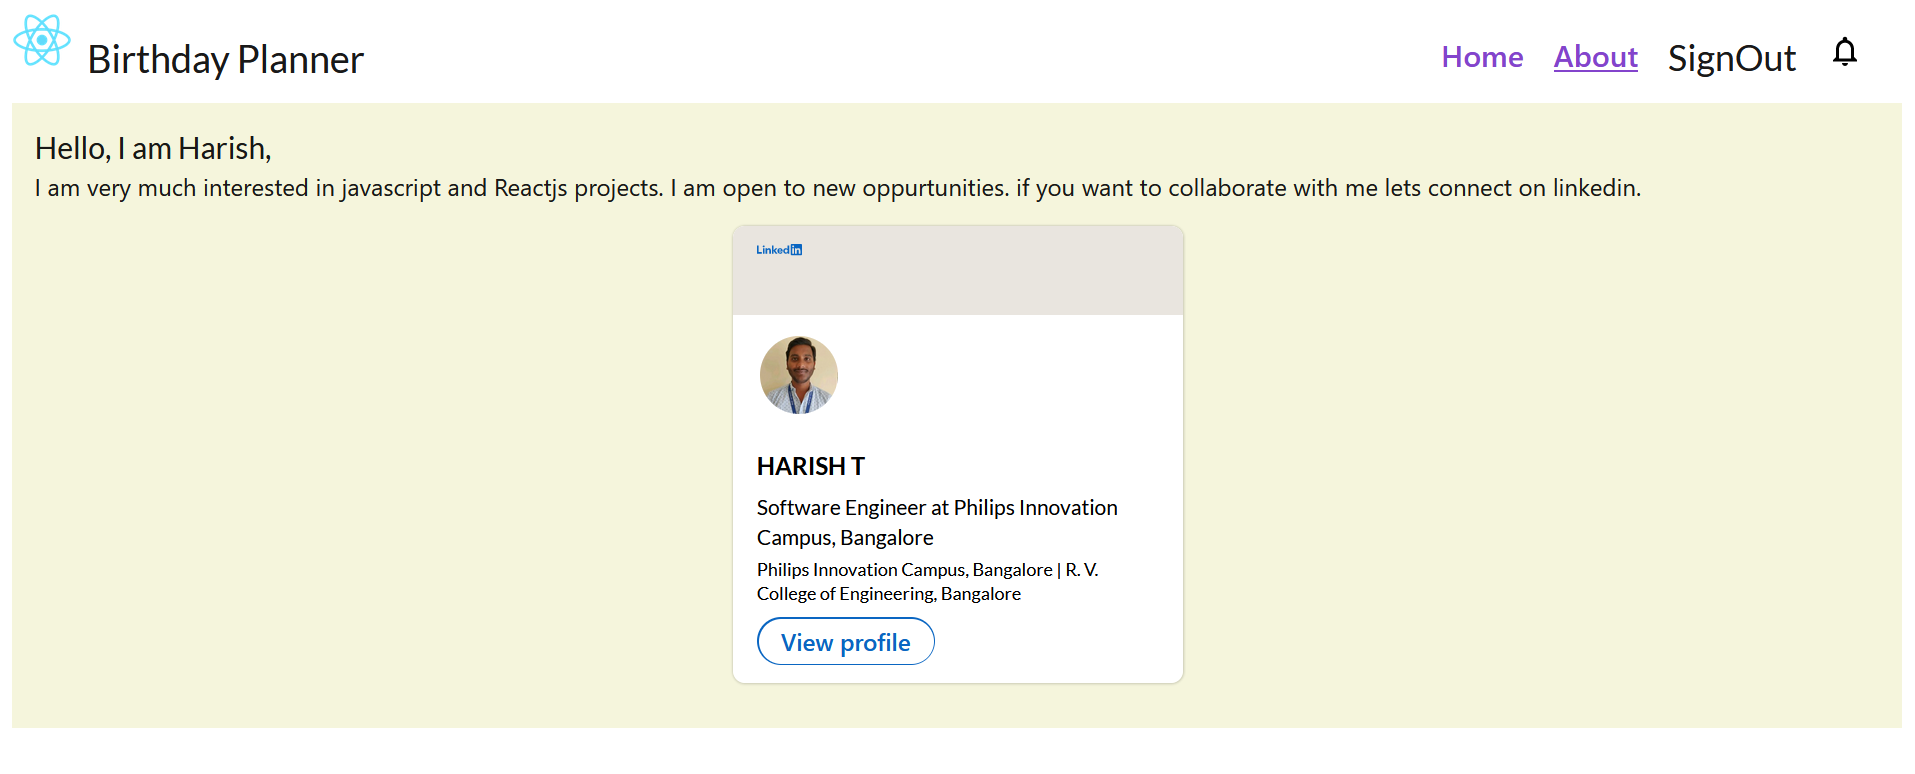 Birthday Planner
Home About SignOut
Hello, I am Harish,
I am very much interested in javascript and Reactjs projects. I am open to new oppurtunities. if you want to collaborate with me lets connect on linkedin.
Linkedin
HARISH T
Software Engineer at Philips Innovation
Campus, Bangalore
Philips Innovation Campus, Bangalore | R. V.
College of Engineering, Bangalore
View profile